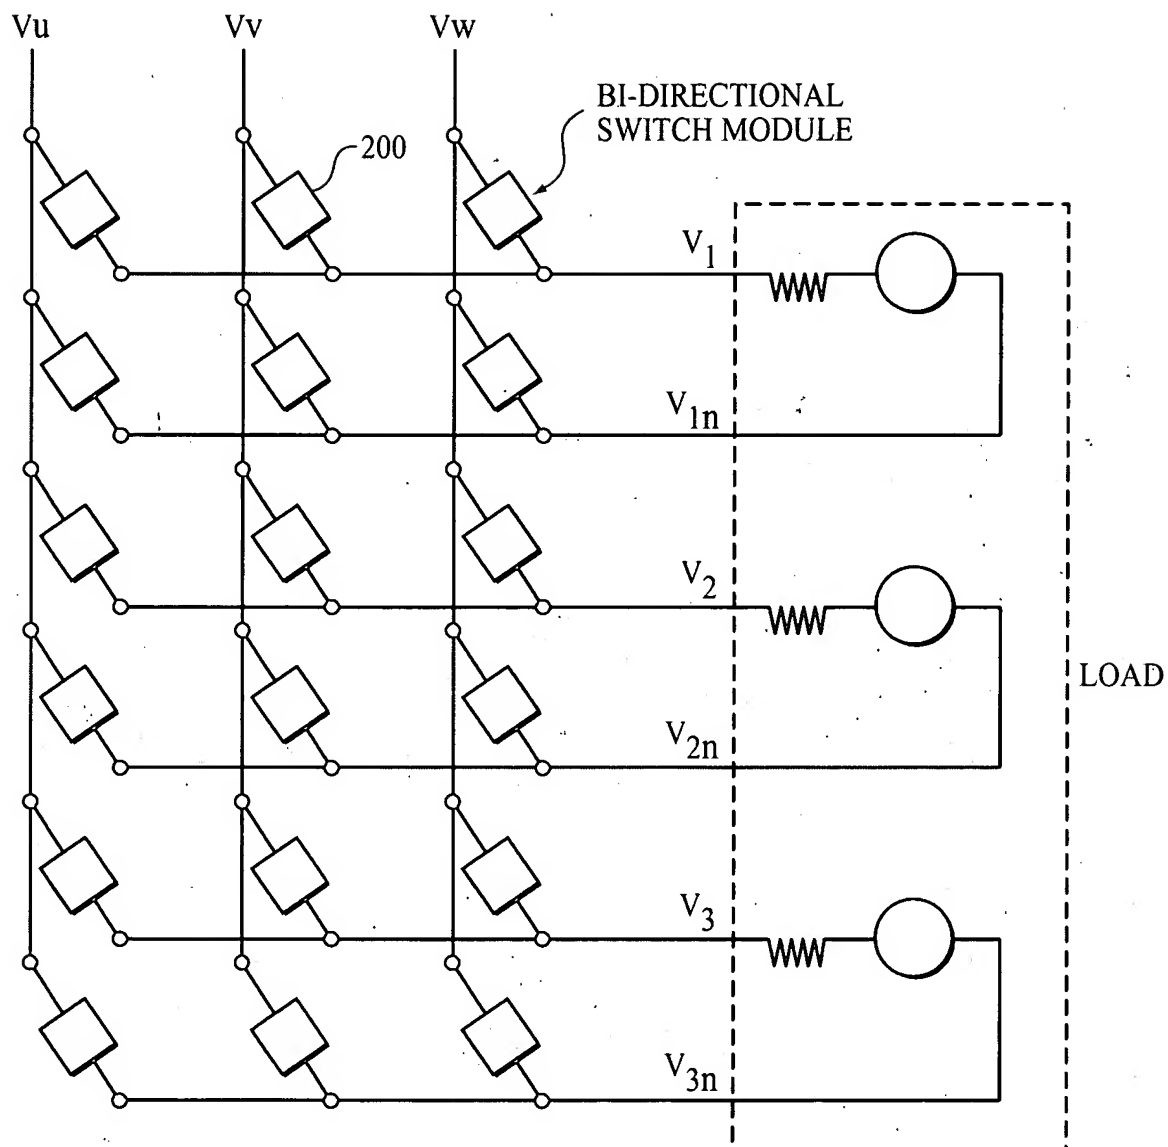 Vu Vv Vw
BI-DIRECTIONAL
SWITCH MODULE
200
V1
V1n
V2
LOAD
V2n
V3
V3n